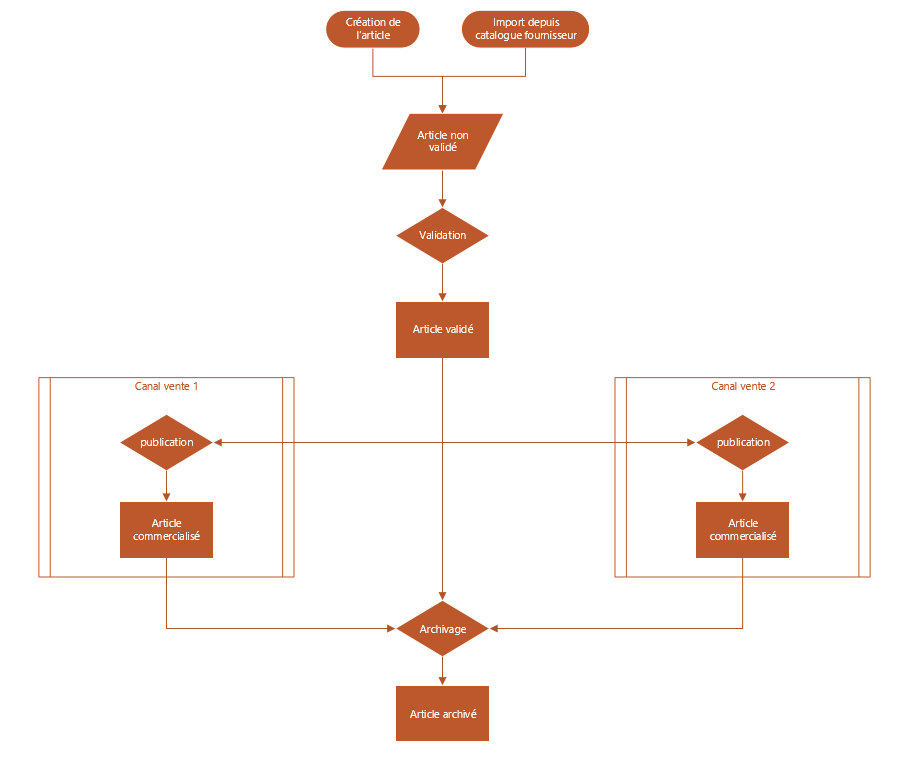 Création de
l'article
Import depuis
catalogue fournisseur
Article non
validé
Validation
Article validé
Canal vente 1
Canal vente 2
publication
publication
Article
commercialisé
Article
commercialisé
Archivage
Article archivé